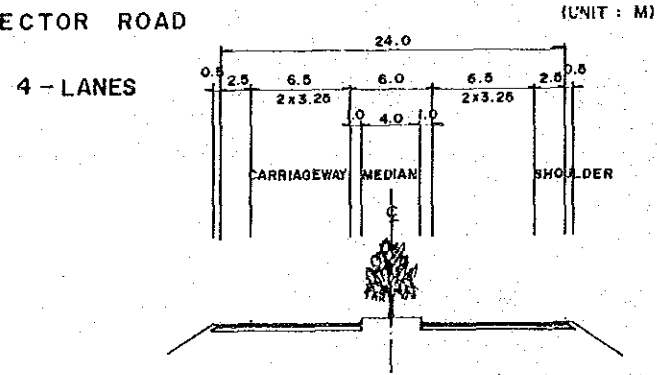 ECTOR ROAD
(UNIT : M)
24.0
4 - LANES
0.5 2.5 6.5 6.0 6.5 2.5 0.5
2x3.25 2x3.25
1.0 4.0 1.0
CARRIAGEWAY MEDIAN SHOULDER
℄